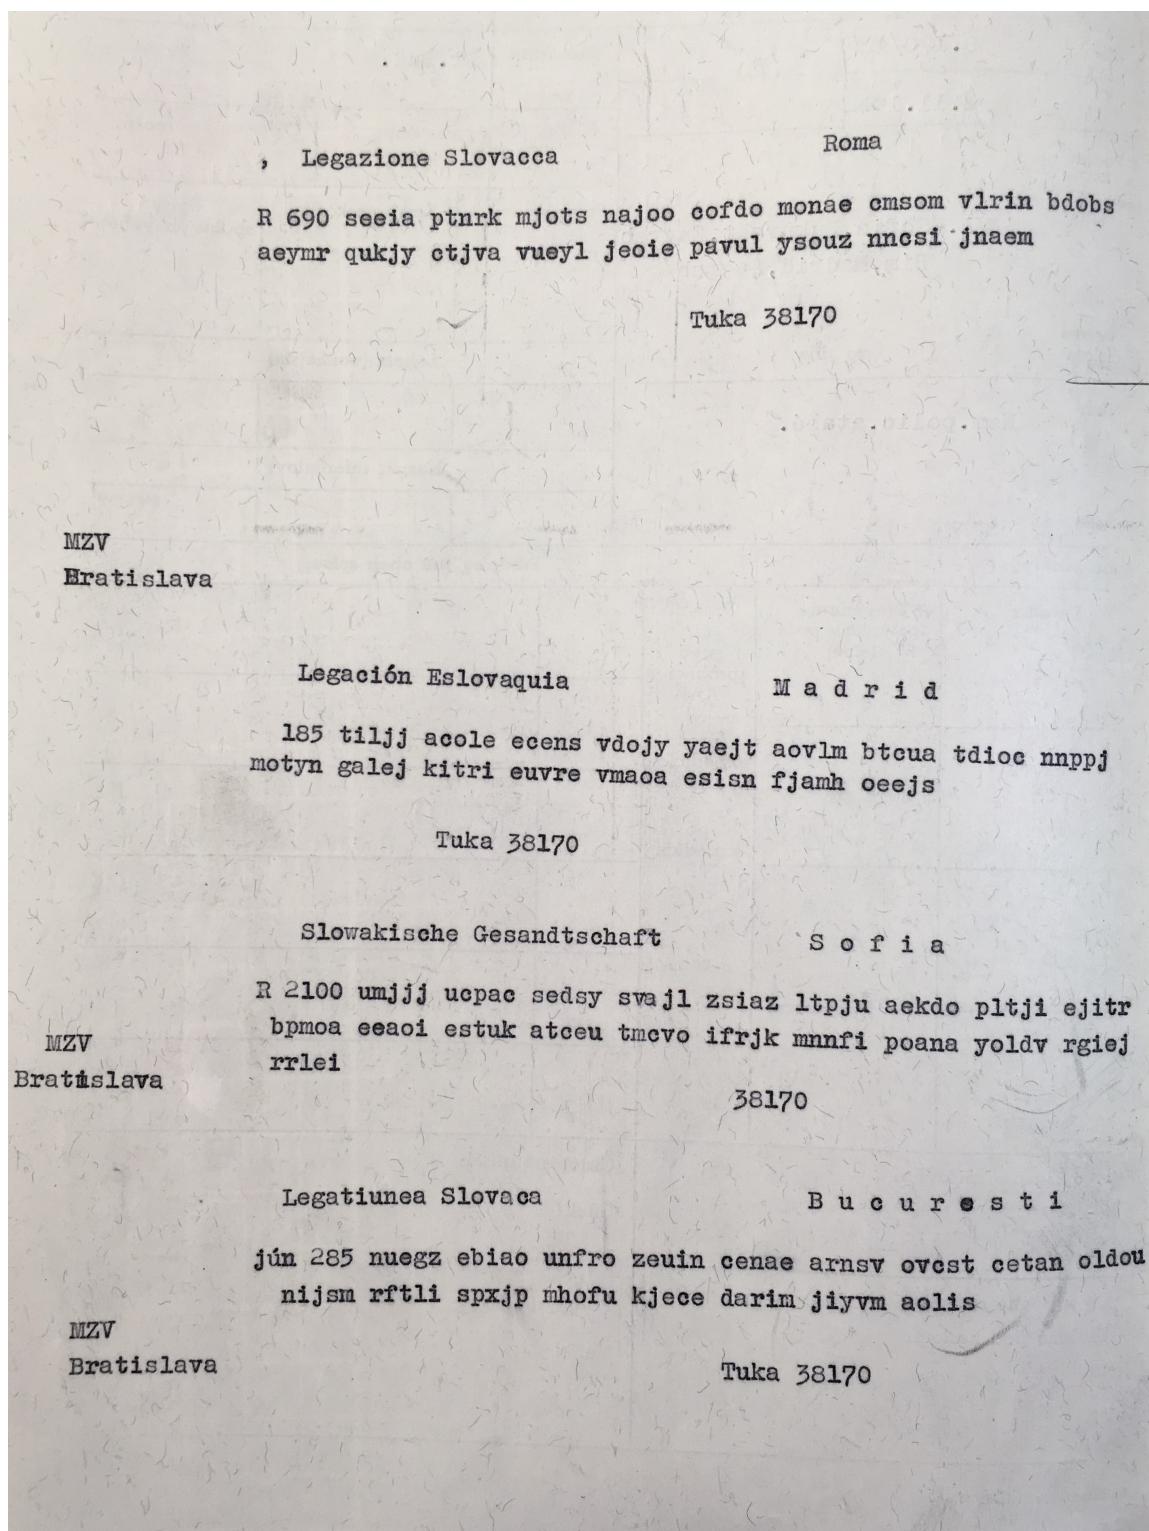 , Legazione Slovacca Roma
R 690 seeia ptnrk mjots najoo cofdo monae cmsom vlrin bdobs
aeymr qukjy ctjva vueyl jeoie pavul ysouz nncsi jnaem
Tuka 38170
MZV
Bratislava
Legación Eslovaquia M a d r i d
185 tiljj acole ecens vdojy yaejt aovlm btcua tdioc nnppj
motyn galej kitri euvre vmaoa esisn fjamh oeejs
Tuka 38170
Slowakische Gesandtschaft S o f i a
R 2100 umjjj ucpac sedsy svajl zsiaz ltpju aekdo pltji ejitr
bpmoa eeaoi estuk atceu tmcvo ifrjk mnnfi poana yoldv rgiej
rrlei
MZV
Bratislava
38170
Legatiunea Slovaca B u c u r e s t i
jún 285 nuegz ebiao unfro zeuin cenae arnsv ovcst cetan oldou
nijsm rftli spxjp mhofu kjece darim jiyvm aolis
MZV
Bratislava
Tuka 38170